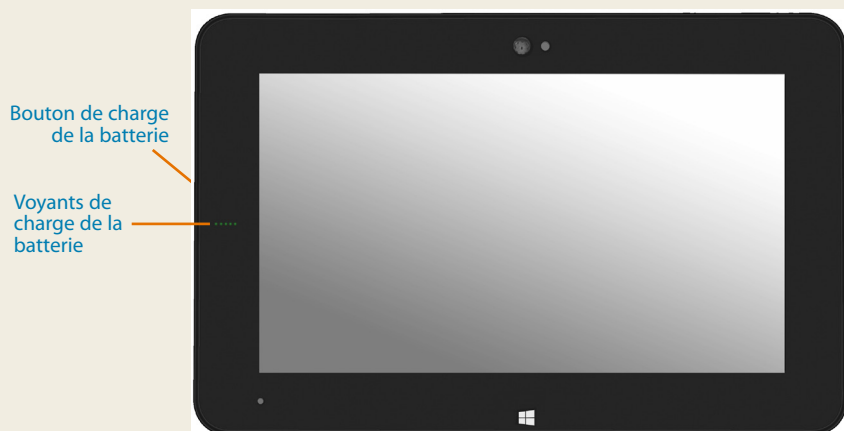 Bouton de charge
de la batterie
Voyants de
charge de la
batterie